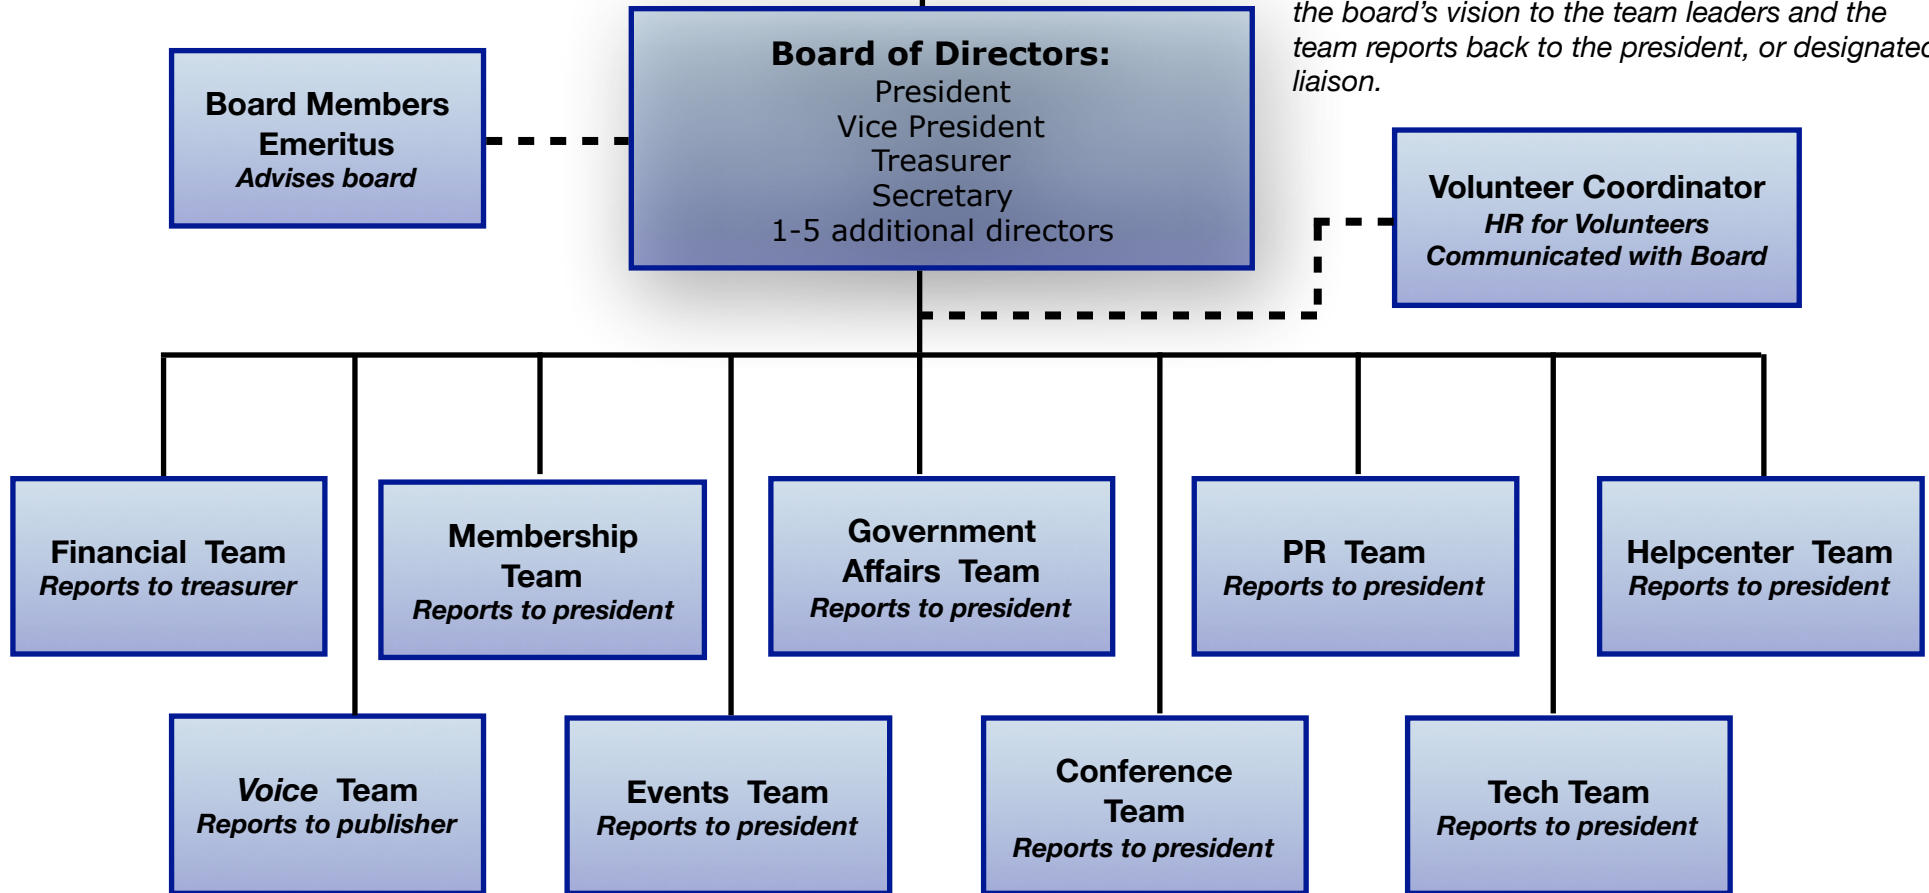 the board’s vision to the team leaders and the
team reports back to the president, or designated
liaison.
Board of Directors:
President
Vice President
Treasurer
Secretary
1-5 additional directors
Board Members
Emeritus
Advises board
Volunteer Coordinator
HR for Volunteers
Communicated with Board
Financial Team
Reports to treasurer
Membership
Team
Reports to president
Government
Affairs Team
Reports to president
PR Team
Reports to president
Helpcenter Team
Reports to president
Voice Team
Reports to publisher
Events Team
Reports to president
Conference
Team
Reports to president
Tech Team
Reports to president